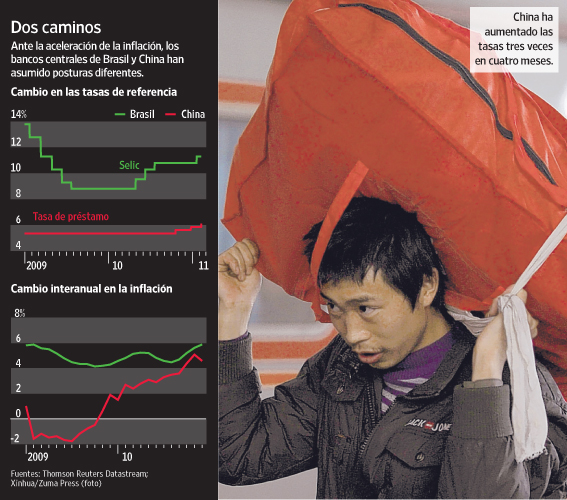 Dos caminos
Ante la aceleración de la inflación, los
bancos centrales de Brasil y China han
asumido posturas diferentes.
Cambio en las tasas de referencia
14%
Brasil China
12
10
Selic
8
6
Tasa de préstamo
4
2009 10 11
Cambio interanual en la inflación
8%
6
4
2
0
-2
2009 10
Fuentes: Thomson Reuters Datastream;
Xinhua/Zuma Press (foto)
China ha
aumentado las
tasas tres veces
en cuatro meses.
JACK JONES